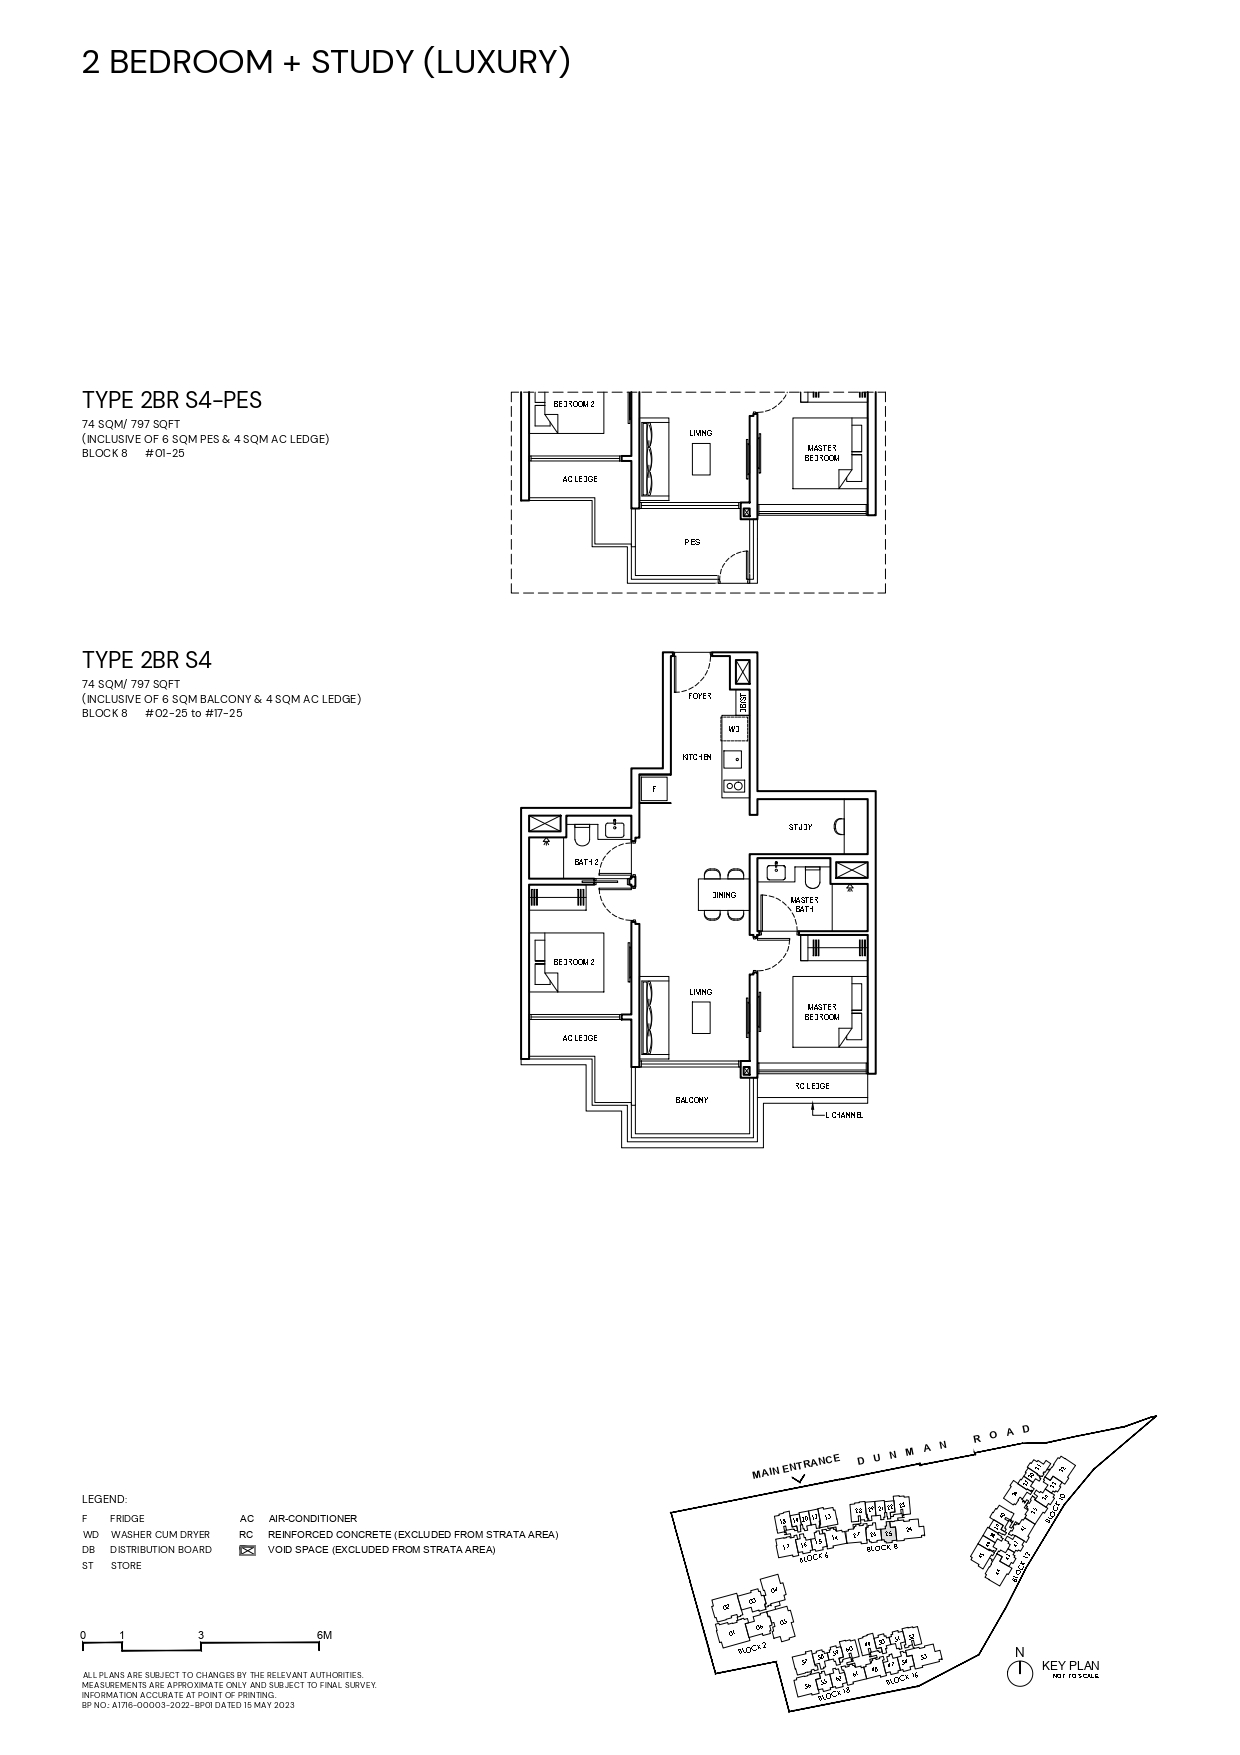 2 BEDROOM + STUDY (LUXURY)
TYPE 2BR S4-PES
74 SQM/ 797 SQFT
(INCLUSIVE OF 6 SQM PES & 4 SQM AC LEDGE)
BLOCK 8 #01-25
BEDROOM 2
LIVING
MASTER
BEDROOM
AC LEDGE
PES
TYPE 2BR S4
74 SQM/ 797 SQFT
(INCLUSIVE OF 6 SQM BALCONY & 4 SQM AC LEDGE)
BLOCK 8 #02-25 to #17-25
FOYER
DB/ST
WD
KITCHEN
F
STUDY
BATH 2
DINING
MASTER
BATH
BEDROOM 2
LIVING
MASTER
BEDROOM
AC LEDGE
RC LEDGE
BALCONY
L CHANNEL
MAIN ENTRANCE
DUNMAN ROAD
LEGEND:
F FRIDGE
WD WASHER CUM DRYER
DB DISTRIBUTION BOARD
ST STORE
AC AIR-CONDITIONER
RC REINFORCED CONCRETE (EXCLUDED FROM STRATA AREA)
VOID SPACE (EXCLUDED FROM STRATA AREA)
BLOCK 6
BLOCK 8
BLOCK 10
BLOCK 12
BLOCK 2
BLOCK 18
BLOCK 16
0 1 3 6M
N
KEY PLAN
NOT TO SCALE
ALL PLANS ARE SUBJECT TO CHANGES BY THE RELEVANT AUTHORITIES.
MEASUREMENTS ARE APPROXIMATE ONLY AND SUBJECT TO FINAL SURVEY.
INFORMATION ACCURATE AT POINT OF PRINTING.
BP NO.: A1716-00003-2022-BP01 DATED 15 MAY 2023